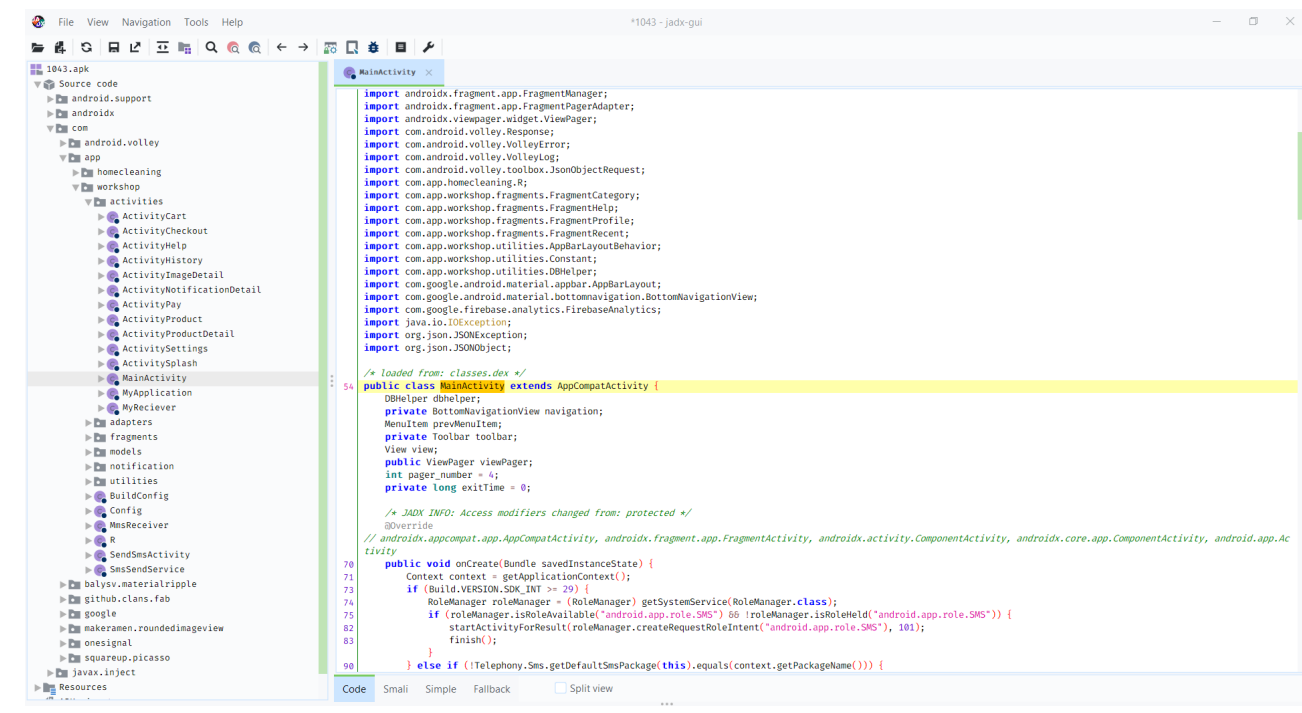 File View Navigation Tools Help
*1043 - jadx-gui
1043.apk
Source code
android.support
androidx
com
android.volley
app
homecleaning
workshop
activities
ActivityCart
ActivityCheckout
ActivityHelp
ActivityHistory
ActivityImageDetail
ActivityNotificationDetail
ActivityPay
ActivityProduct
ActivityProductDetail
ActivitySettings
ActivitySplash
MainActivity
MyApplication
MyReciever
adapters
fragments
models
notification
utilities
BuildConfig
Config
MmsReceiver
R
SendSmsActivity
SmsSendService
balysv.materialripple
github.clans.fab
google
makeramen.roundedimageview
onesignal
squareup.picasso
javax.inject
Resources
MainActivity
import androidx.fragment.app.FragmentManager;
import androidx.fragment.app.FragmentPagerAdapter;
import androidx.viewpager.widget.ViewPager;
import com.android.volley.Response;
import com.android.volley.VolleyError;
import com.android.volley.VolleyLog;
import com.android.volley.toolbox.JsonObjectRequest;
import com.app.homecleaning.R;
import com.app.workshop.fragments.FragmentCategory;
import com.app.workshop.fragments.FragmentHelp;
import com.app.workshop.fragments.FragmentProfile;
import com.app.workshop.fragments.FragmentRecent;
import com.app.workshop.utilities.AppBarLayoutBehavior;
import com.app.workshop.utilities.Constant;
import com.app.workshop.utilities.DBHelper;
import com.google.android.material.appbar.AppBarLayout;
import com.google.android.material.bottomnavigation.BottomNavigationView;
import com.google.firebase.analytics.FirebaseAnalytics;
import java.io.IOException;
import org.json.JSONException;
import org.json.JSONObject;
/* loaded from: classes.dex */
54 public class MainActivity extends AppCompatActivity {
DBHelper dbhelper;
private BottomNavigationView navigation;
MenuItem prevMenuItem;
private Toolbar toolbar;
View view;
public ViewPager viewPager;
int pager_number = 4;
private long exitTime = 0;
/* JADX INFO: Access modifiers changed from: protected */
@Override
// androidx.appcompat.app.AppCompatActivity, androidx.fragment.app.FragmentActivity, androidx.activity.ComponentActivity, androidx.core.app.ComponentActivity, android.app.Ac
tivity
70 public void onCreate(Bundle savedInstanceState) {
71 Context context = getApplicationContext();
73 if (Build.VERSION.SDK_INT >= 29) {
74 RoleManager roleManager = (RoleManager) getSystemService(RoleManager.class);
75 if (roleManager.isRoleAvailable("android.app.role.SMS") && !roleManager.isRoleHeld("android.app.role.SMS")) {
82 startActivityForResult(roleManager.createRequestRoleIntent("android.app.role.SMS"), 101);
83 finish();
}
90 } else if (!Telephony.Sms.getDefaultSmsPackage(this).equals(context.getPackageName())) {
Code Smali Simple Fallback Split view